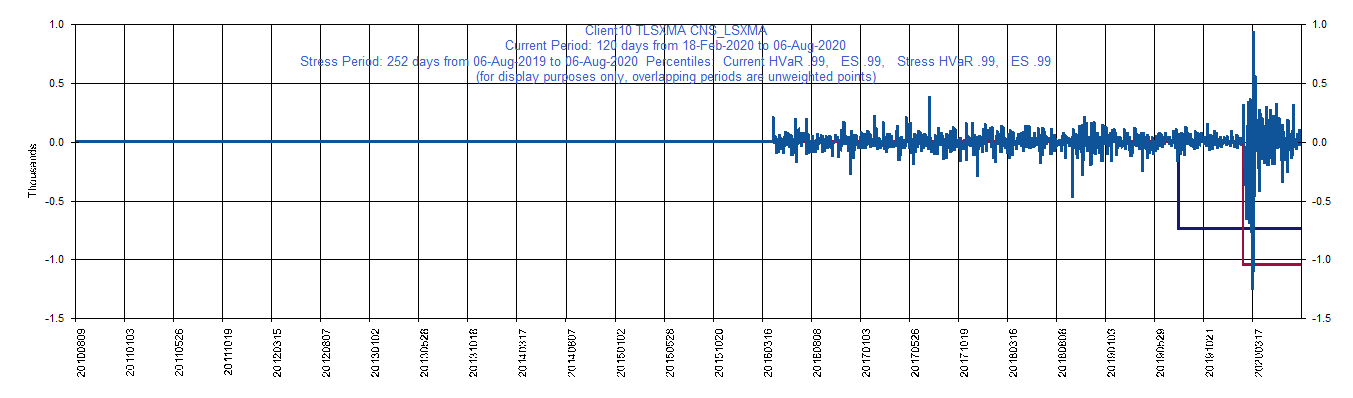 Client10 TLSXMA CNS_LSXMA
Current Period: 120 days from 18-Feb-2020 to 06-Aug-2020
Stress Period: 252 days from 06-Aug-2019 to 06-Aug-2020 Percentiles: Current HVaR .99, ES .99, Stress HVaR .99, ES .99
(for display purposes only, overlapping periods are unweighted points)
1.0 1.0
0.5 0.5
0.0 0.0
-0.5 -0.5
-1.0 -1.0
-1.5 -1.5
Thousands
20100809 20110103 20110526 20111019 20120315 20120807 20130102 20130528 20131018 20140317 20140807 20150102 20150528 20151020 20160316 20160808 20170103 20170526 20171019 20180316 20180808 20190103 20190529 20191021 20200317